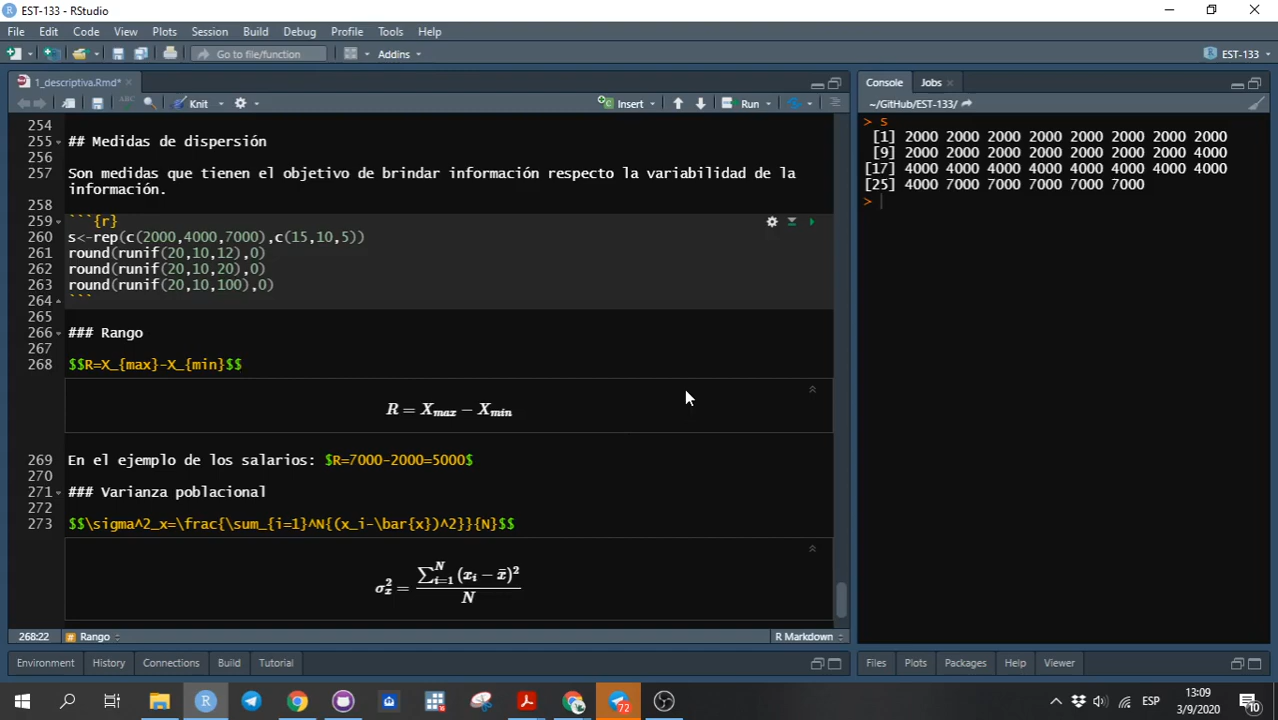 EST-133 - RStudio
File Edit Code View Plots Session Build Debug Profile Tools Help
Go to file/function Addins EST-133
1_descriptiva.Rmd*
ABC Knit Insert Run
254
255 ## Medidas de dispersión
256
257 Son medidas que tienen el objetivo de brindar información respecto la variabilidad de la
información.
258
259 ```{r}
260 s<-rep(c(2000,4000,7000),c(15,10,5))
261 round(runif(20,10,12),0)
262 round(runif(20,10,20),0)
263 round(runif(20,10,100),0)
264 ```
265
266 ### Rango
267
268 $$R=X_{max}-X_{min}$$
R = Xmax − Xmin
269 En el ejemplo de los salarios: $R=7000-2000=5000$
270
271 ### Varianza poblacional
272
273 $$\sigma^2_x=\frac{\sum_{i=1}^N{(x_i-\bar{x})^2}}{N}$$
σ²x = ∑ᴺi=1 (xi − x̄)² / N
268:22 Rango R Markdown
Environment History Connections Build Tutorial
Console Jobs
~/GitHub/EST-133/
> s
[1] 2000 2000 2000 2000 2000 2000 2000 2000
[9] 2000 2000 2000 2000 2000 2000 2000 4000
[17] 4000 4000 4000 4000 4000 4000 4000 4000
[25] 4000 7000 7000 7000 7000 7000
>
Files Plots Packages Help Viewer
72
ESP
13:09
3/9/2020
10